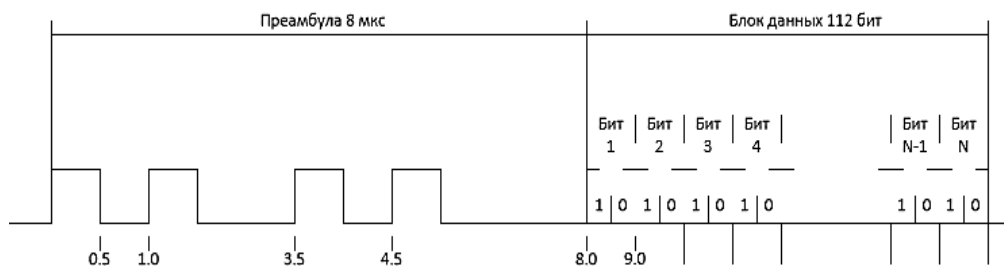 Преамбула 8 мкс Блок данных 112 бит
Бит Бит Бит Бит Бит Бит
1 2 3 4 N-1 N
1 0 1 0 1 0 1 0 1 0 1 0
0.5 1.0 3.5 4.5 8.0 9.0